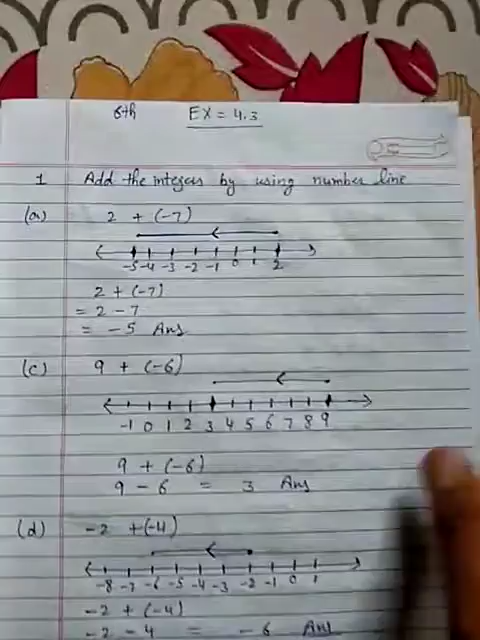 6th EX = 4.3
1 Add the integers by using number line
(a) 2 + (-7)
-5 -4 -3 -2 -1 0 1 2
2 + (-7)
= 2 - 7
= -5 Ans
(c) 9 + (-6)
-1 0 1 2 3 4 5 6 7 8 9
9 + (-6)
9 - 6 = 3 Ans
(d) -2 + (-4)
-8 -7 -6 -5 -4 -3 -2 -1 0 1
-2 + (-4)
-2 - 4 = -6 Ans